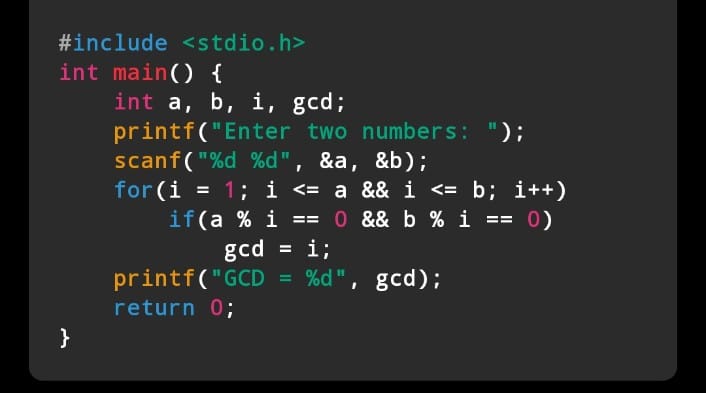 #include <stdio.h>
int main() {
    int a, b, i, gcd;
    printf("Enter two numbers: ");
    scanf("%d %d", &a, &b);
    for(i = 1; i <= a && i <= b; i++)
        if(a % i == 0 && b % i == 0)
            gcd = i;
    printf("GCD = %d", gcd);
    return 0;
}